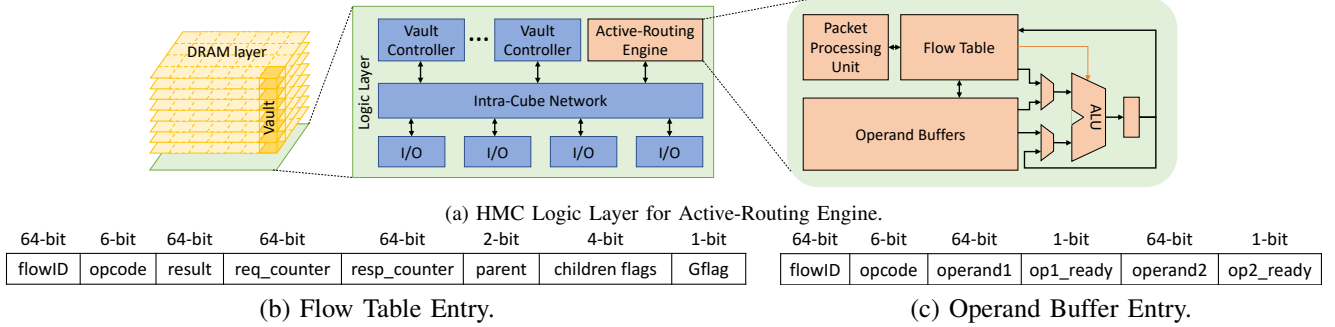 DRAM layer
Vault
Logic Layer
Vault
Controller
...
Vault
Controller
Active-Routing
Engine
Intra-Cube Network
I/O
I/O
I/O
I/O
Packet
Processing
Unit
Flow Table
Operand Buffers
ALU
(a) HMC Logic Layer for Active-Routing Engine.
64-bit 6-bit 64-bit 64-bit 64-bit 2-bit 4-bit 1-bit
flowID opcode result req_counter resp_counter parent children flags Gflag
(b) Flow Table Entry.
64-bit 6-bit 64-bit 1-bit 64-bit 1-bit
flowID opcode operand1 op1_ready operand2 op2_ready
(c) Operand Buffer Entry.